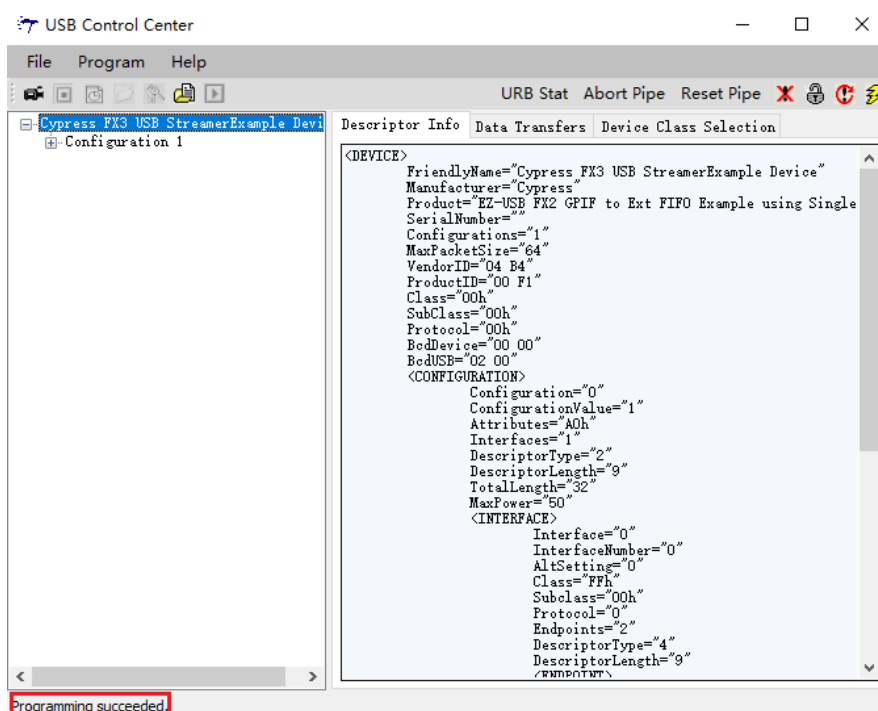 USB Control Center
File Program Help
URB Stat Abort Pipe Reset Pipe
Cypress FX3 USB StreamerExample Devi
Configuration 1
Descriptor Info Data Transfers Device Class Selection
<DEVICE>
FriendlyName="Cypress FX3 USB StreamerExample Device"
Manufacturer="Cypress"
Product="EZ-USB FX2 GPIF to Ext FIFO Example using Single
SerialNumber=""
Configurations="1"
MaxPacketSize="64"
VendorID="04 B4"
ProductID="00 F1"
Class="00h"
SubClass="00h"
Protocol="00h"
BcdDevice="00 00"
BcdUSB="02 00"
<CONFIGURATION>
Configuration="0"
ConfigurationValue="1"
Attributes="A0h"
Interfaces="1"
DescriptorType="2"
DescriptorLength="9"
TotalLength="32"
MaxPower="50"
<INTERFACE>
Interface="0"
InterfaceNumber="0"
AltSetting="0"
Class="FFh"
Subclass="00h"
Protocol="0"
Endpoints="2"
DescriptorType="4"
DescriptorLength="9"
<ENDPOINT>
Programming succeeded.